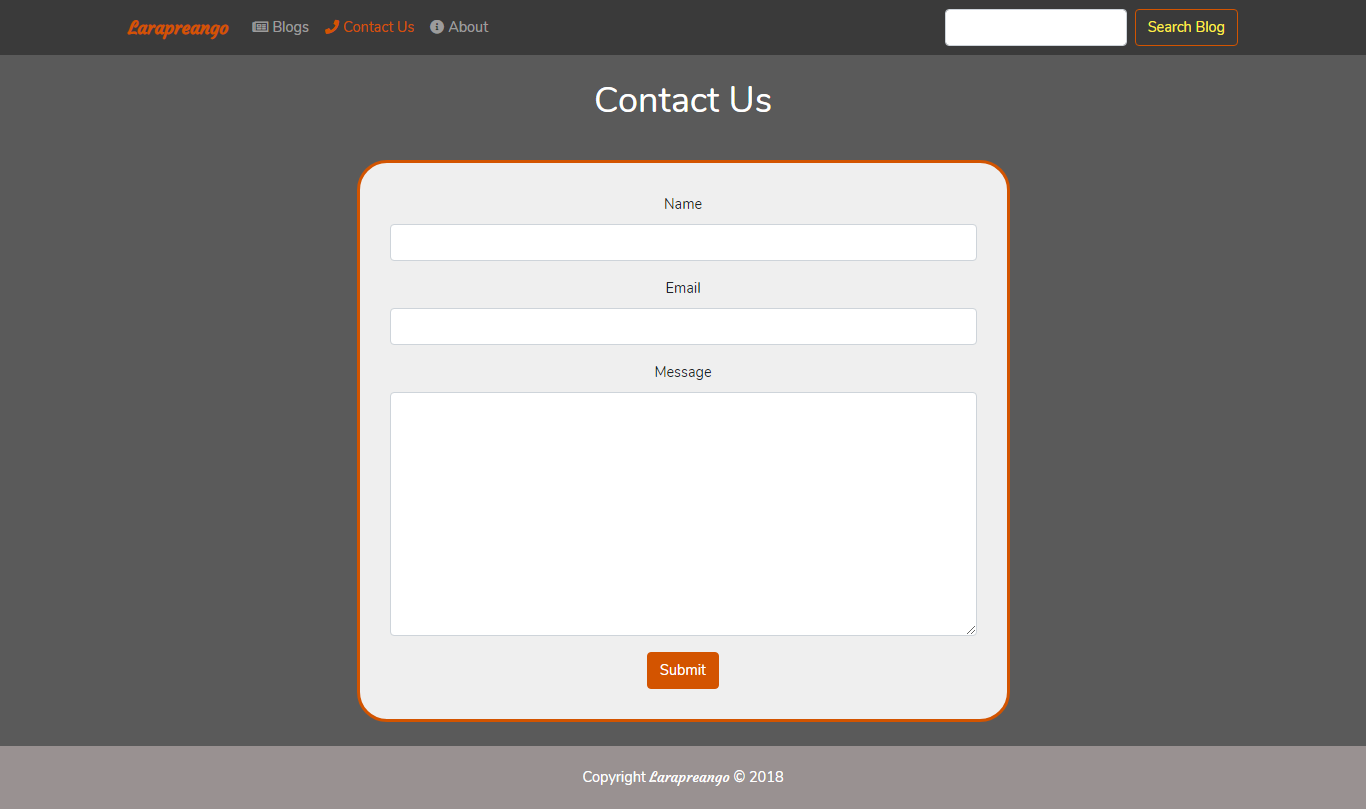 Larapreango Blogs Contact Us About Search Blog
Contact Us
Name
Email
Message
Submit
Copyright Larapreango © 2018